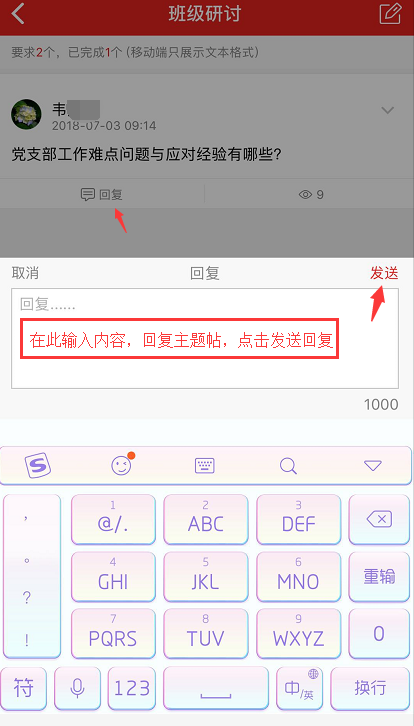 班级研讨
要求2个，已完成1个 (移动端只展示文本格式)
韦
2018-07-03 09:14
党支部工作难点问题与应对经验有哪些?
回复 9
取消 回复 发送
回复......
在此输入内容，回复主题帖，点击发送回复
1000
S
， 1 2 3
@/. ABC DEF
。 4 5 6
GHI JKL MNO 重输
? 7 8 9
! PQRS TUV WXYZ 0
符 123 中/英 换行